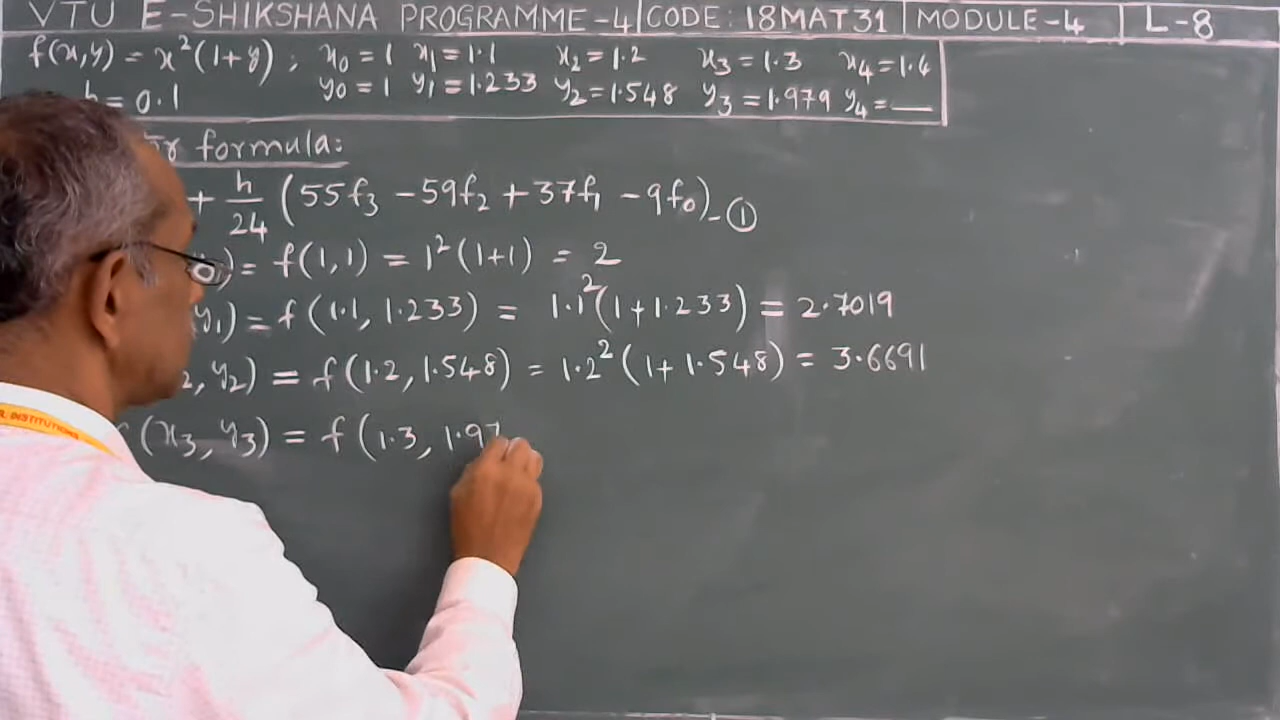 VTU E-SHIKSHANA PROGRAMME-4 CODE: 18MAT31 MODULE-4 L-8
f(x,y) = x²(1+y) ; x0 = 1 x1 = 1.1 x2 = 1.2 x3 = 1.3 x4 = 1.4
= 0.1 y0 = 1 y1 = 1.233 y2 = 1.548 y3 = 1.979 y4 = __
formula:
+ h/24 (55f3 - 59f2 + 37f1 - 9f0) - ①
) = f(1,1) = 1²(1+1) = 2
y1) = f(1.1, 1.233) = 1.1²(1+1.233) = 2.7019
2, y2) = f(1.2, 1.548) = 1.2²(1+1.548) = 3.6691
(x3, y3) = f(1.3, 1.97
L INSTITUTIONS